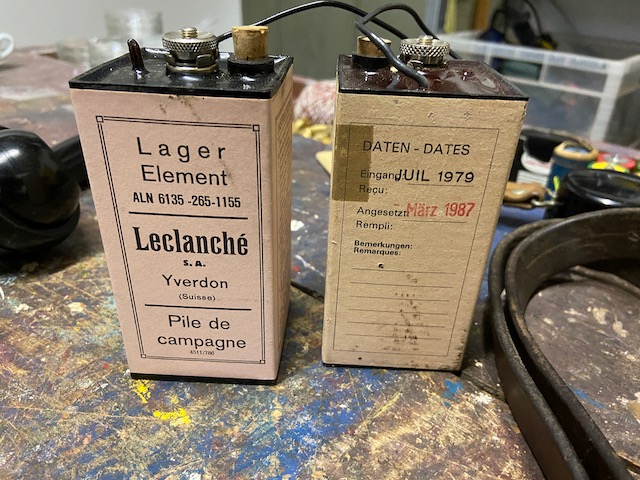 Lager
Element
ALN 6135 -265-1155
Leclanché
S.A.
Yverdon
(Suisse)
Pile de
campagne
4511/760
DATEN - DATES
Eingang JUIL 1979
Reçu:
Angesetzt: März 1987
Rempli:
Bemerkungen:
Remarques: